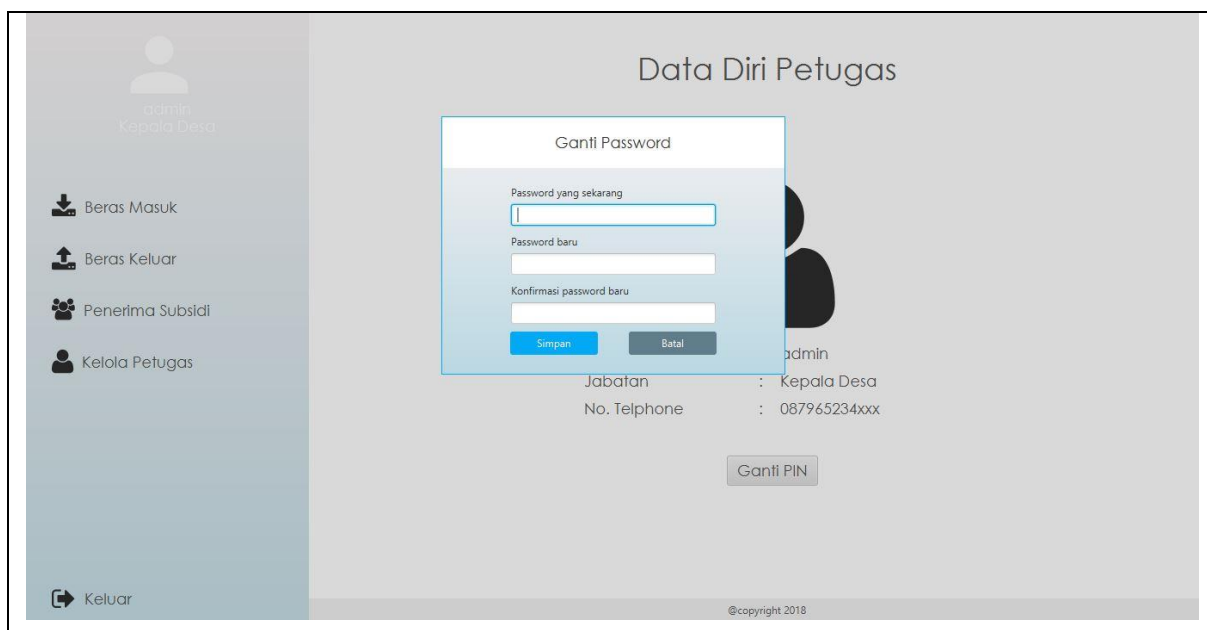 admin
Kepala Desa
Beras Masuk
Beras Keluar
Penerima Subsidi
Kelola Petugas
Keluar
Data Diri Petugas
Ganti Password
Password yang sekarang
Password baru
Konfirmasi password baru
Simpan Batal
admin
Jabatan : Kepala Desa
No. Telphone : 087965234xxx
Ganti PIN
@copyright 2018